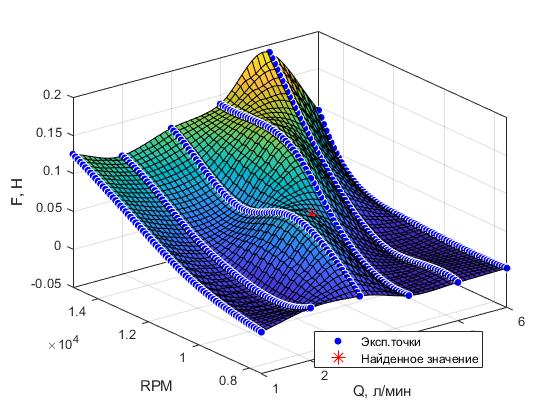 0.2
0.15
0.1
0.05
0
-0.05
F, Н
1.4
1.2
1
0.8
×10⁴
RPM
1
2
6
Q, л/мин
Эксп.точки
Найденное значение